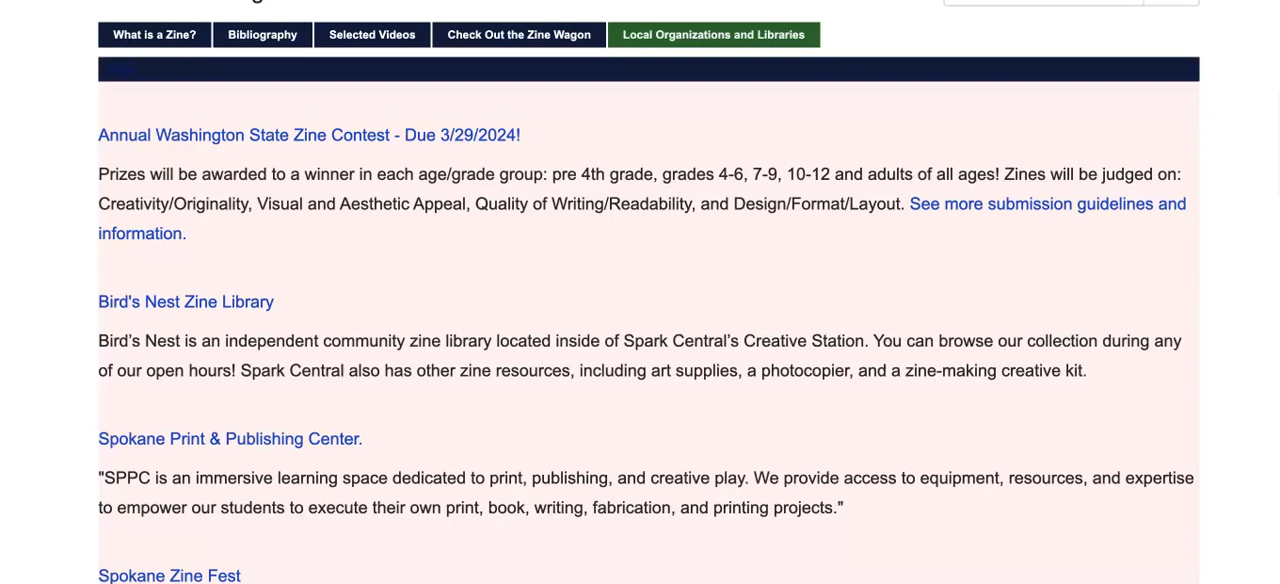 What is a Zine? Bibliography Selected Videos Check Out the Zine Wagon Local Organizations and Libraries
Annual Washington State Zine Contest - Due 3/29/2024!
Prizes will be awarded to a winner in each age/grade group: pre 4th grade, grades 4-6, 7-9, 10-12 and adults of all ages! Zines will be judged on:
Creativity/Originality, Visual and Aesthetic Appeal, Quality of Writing/Readability, and Design/Format/Layout. See more submission guidelines and
information.
Bird's Nest Zine Library
Bird’s Nest is an independent community zine library located inside of Spark Central’s Creative Station. You can browse our collection during any
of our open hours! Spark Central also has other zine resources, including art supplies, a photocopier, and a zine-making creative kit.
Spokane Print & Publishing Center.
"SPPC is an immersive learning space dedicated to print, publishing, and creative play. We provide access to equipment, resources, and expertise
to empower our students to execute their own print, book, writing, fabrication, and printing projects."
Spokane Zine Fest